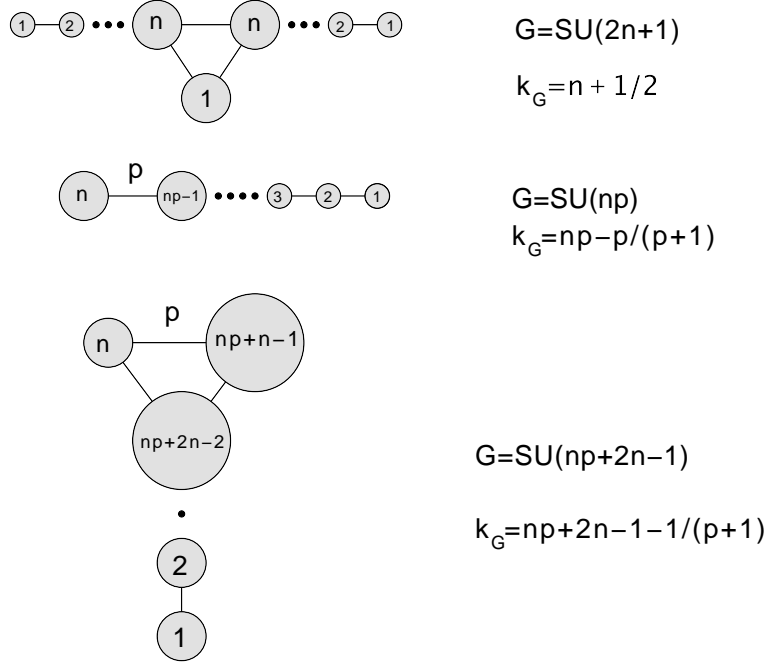 1 2 n n 2 1
G=SU(2n+1)
1
k_G=n + 1/2
p
n np−1 3 2 1
G=SU(np)
k_G=np−p/(p+1)
p
n np+n−1
np+2n−2
G=SU(np+2n−1)
2
k_G=np+2n−1−1/(p+1)
1